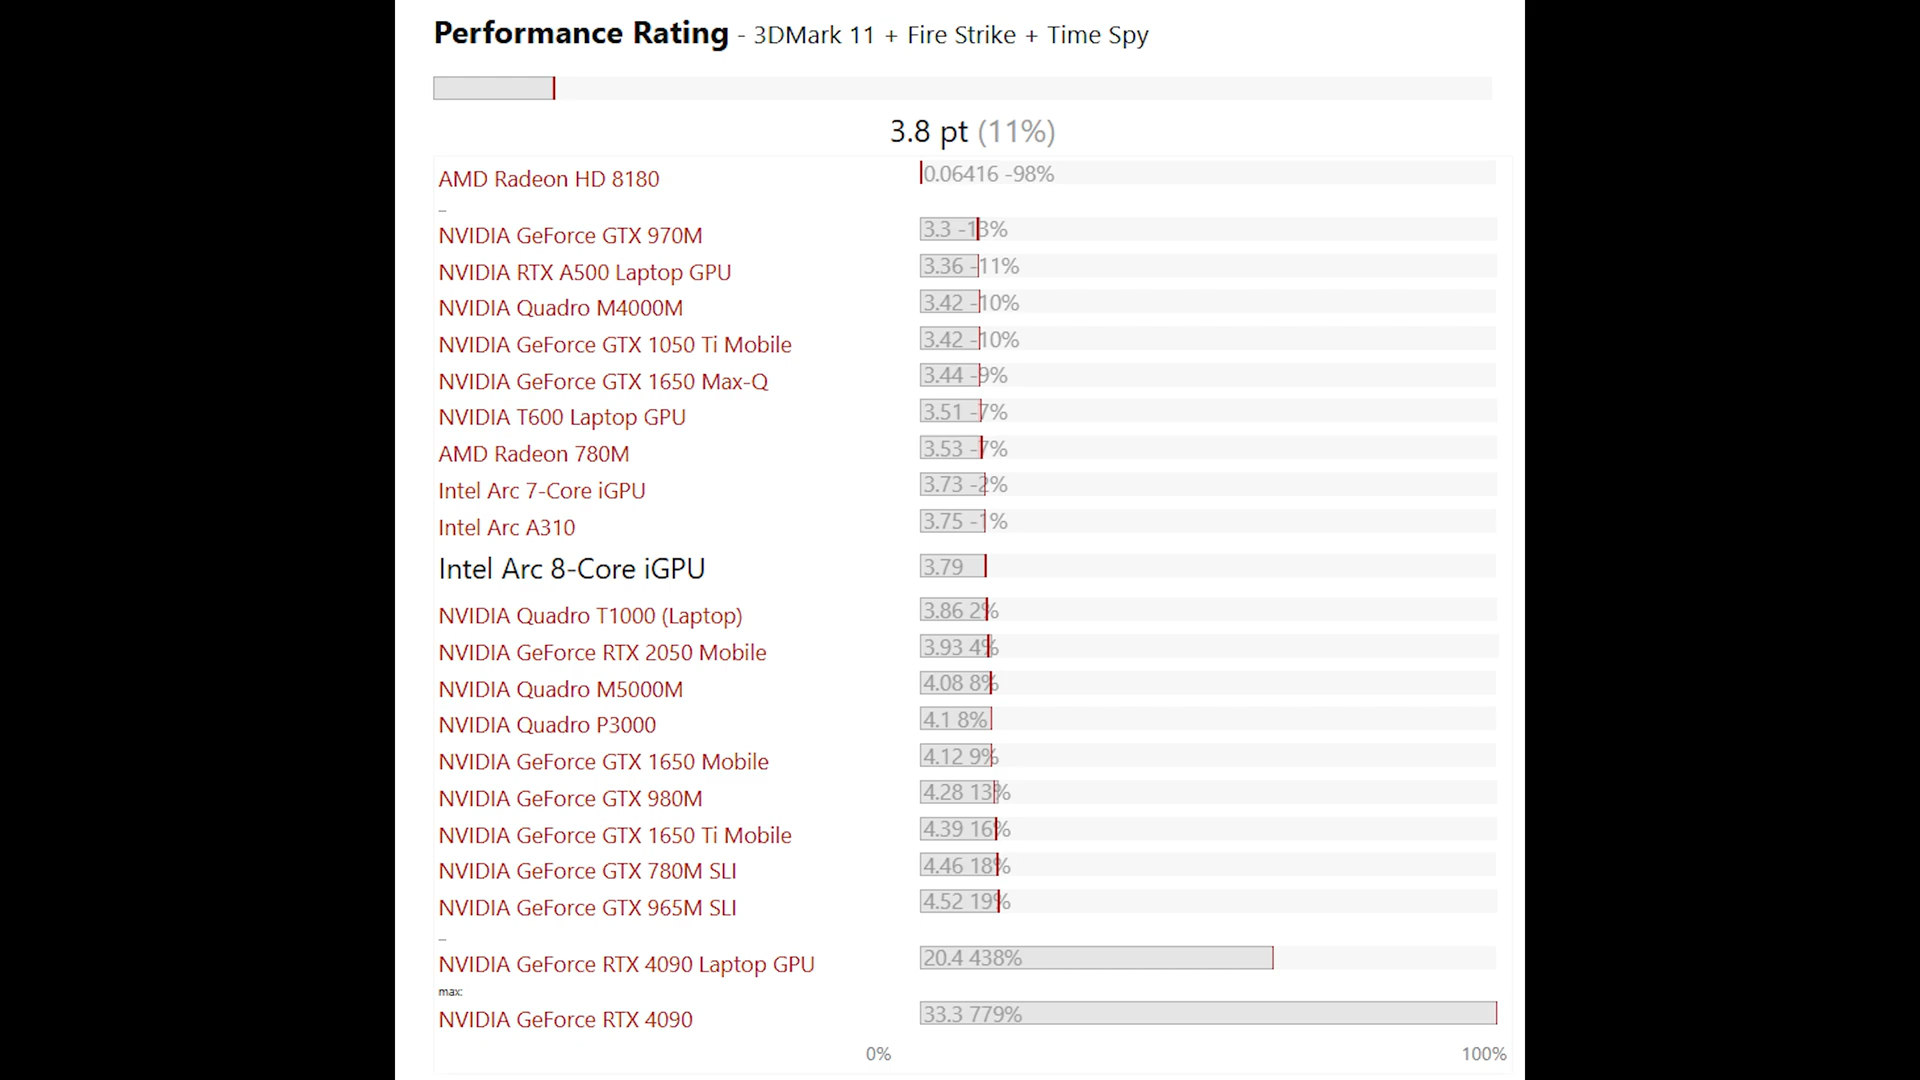 Performance Rating - 3DMark 11 + Fire Strike + Time Spy
3.8 pt (11%)
AMD Radeon HD 8180 0.06416 -98%
...
NVIDIA GeForce GTX 970M 3.3 -13%
NVIDIA RTX A500 Laptop GPU 3.36 -11%
NVIDIA Quadro M4000M 3.42 -10%
NVIDIA GeForce GTX 1050 Ti Mobile 3.42 -10%
NVIDIA GeForce GTX 1650 Max-Q 3.44 -9%
NVIDIA T600 Laptop GPU 3.51 -7%
AMD Radeon 780M 3.53 -7%
Intel Arc 7-Core iGPU 3.73 -2%
Intel Arc A310 3.75 -1%
Intel Arc 8-Core iGPU 3.79
NVIDIA Quadro T1000 (Laptop) 3.86 2%
NVIDIA GeForce RTX 2050 Mobile 3.93 4%
NVIDIA Quadro M5000M 4.08 8%
NVIDIA Quadro P3000 4.1 8%
NVIDIA GeForce GTX 1650 Mobile 4.12 9%
NVIDIA GeForce GTX 980M 4.28 13%
NVIDIA GeForce GTX 1650 Ti Mobile 4.39 16%
NVIDIA GeForce GTX 780M SLI 4.46 18%
NVIDIA GeForce GTX 965M SLI 4.52 19%
...
NVIDIA GeForce RTX 4090 Laptop GPU 20.4 438%
max:
NVIDIA GeForce RTX 4090 33.3 779%
0% 100%